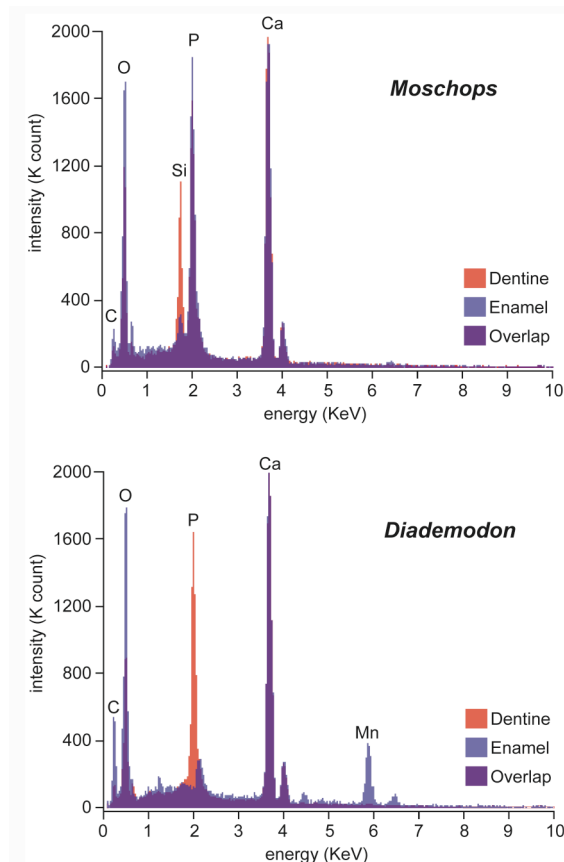 2000
1600
1200
800
400
0
intensity (K count)
C
O
Si
P
Ca
Moschops
Dentine
Enamel
Overlap
0 1 2 3 4 5 6 7 8 9 10
energy (KeV)
2000
1600
1200
800
400
0
intensity (K count)
C
O
P
Ca
Mn
Diademodon
Dentine
Enamel
Overlap
0 1 2 3 4 5 6 7 8 9 10
energy (KeV)